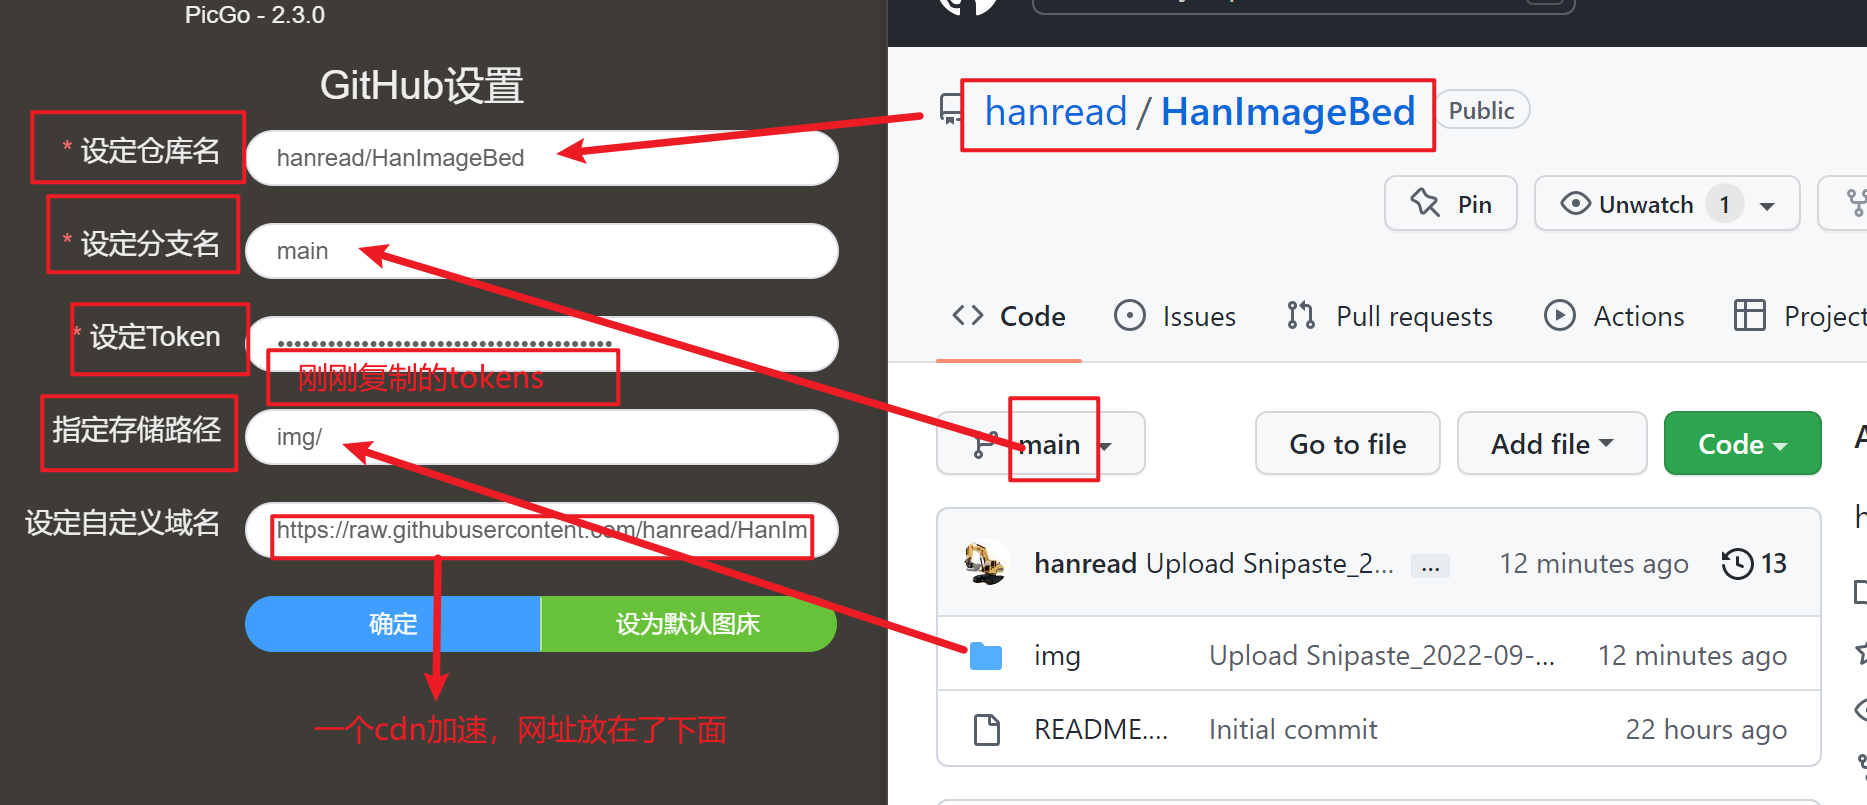 PicGo - 2.3.0
GitHub设置
* 设定仓库名
hanread/HanImageBed
* 设定分支名
main
* 设定Token
••••••••••••••••••••••••••••••••••••••••
刚刚复制的tokens
指定存储路径
img/
设定自定义域名
https://raw.githubusercontent.com/hanread/HanIm
确定
设为默认图床
一个cdn加速，网址放在了下面
hanread / HanImageBed
Public
Pin
Unwatch 1
Code
Issues
Pull requests
Actions
Project
main
Go to file
Add file
Code
hanread Upload Snipaste_2... ... 12 minutes ago 13
img Upload Snipaste_2022-09-... 12 minutes ago
README.... Initial commit 22 hours ago